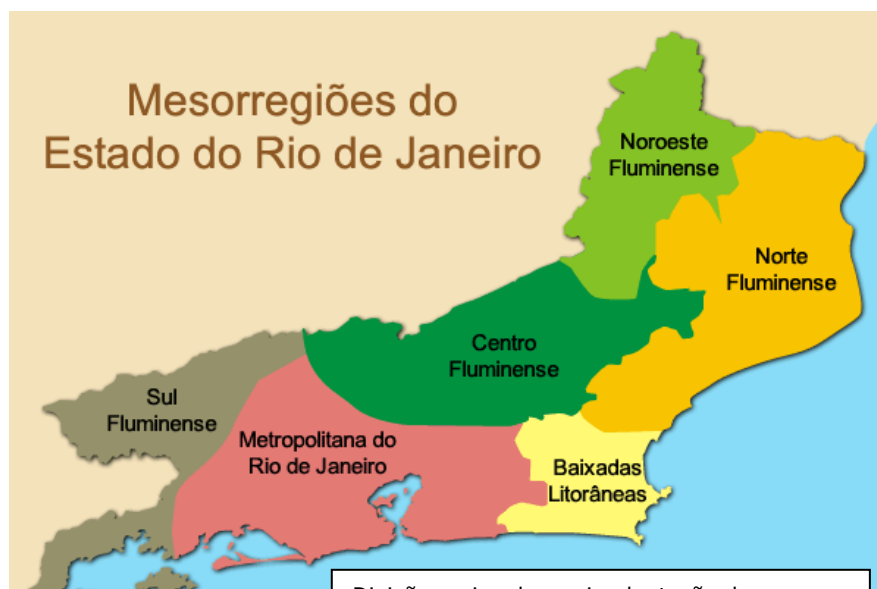 Mesorregiões do
Estado do Rio de Janeiro
Noroeste
Fluminense
Norte
Fluminense
Centro
Fluminense
Sul
Fluminense
Metropolitana do
Rio de Janeiro
Baixadas
Litorâneas